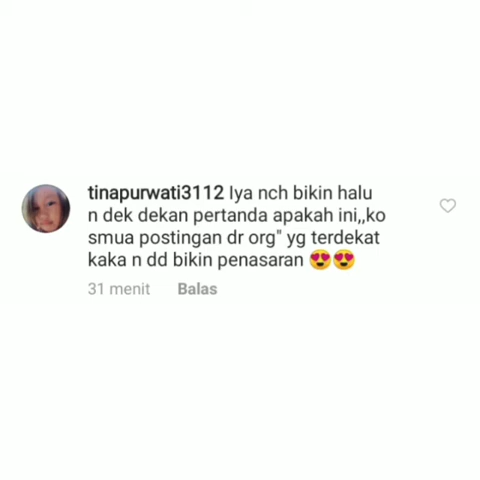 tinapurwati3112 Iya nch bikin halu
n dek dekan pertanda apakah ini,,ko
smua postingan dr org" yg terdekat
kaka n dd bikin penasaran 😍😍
31 menit Balas